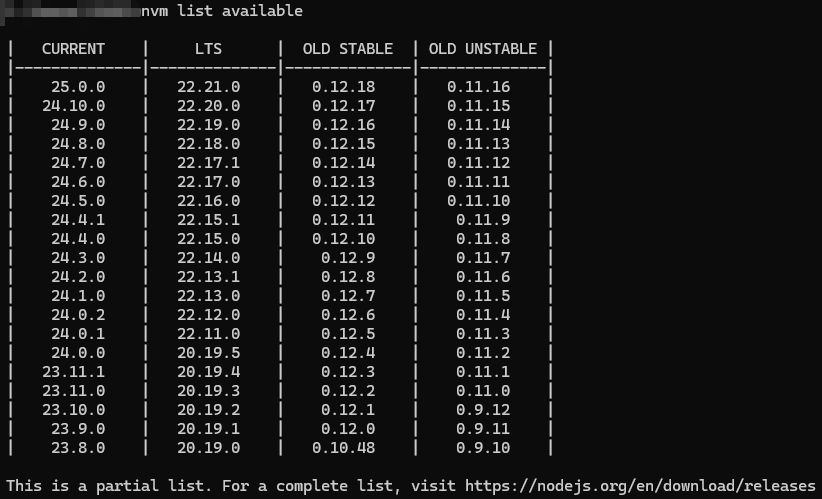 nvm list available
|   CURRENT    |     LTS      |  OLD STABLE  | OLD UNSTABLE |
|--------------|--------------|--------------|--------------|
|    25.0.0    |   22.21.0    |   0.12.18    |   0.11.16    |
|   24.10.0    |   22.20.0    |   0.12.17    |   0.11.15    |
|    24.9.0    |   22.19.0    |   0.12.16    |   0.11.14    |
|    24.8.0    |   22.18.0    |   0.12.15    |   0.11.13    |
|    24.7.0    |   22.17.1    |   0.12.14    |   0.11.12    |
|    24.6.0    |   22.17.0    |   0.12.13    |   0.11.11    |
|    24.5.0    |   22.16.0    |   0.12.12    |   0.11.10    |
|    24.4.1    |   22.15.1    |   0.12.11    |    0.11.9    |
|    24.4.0    |   22.15.0    |   0.12.10    |    0.11.8    |
|    24.3.0    |   22.14.0    |    0.12.9    |    0.11.7    |
|    24.2.0    |   22.13.1    |    0.12.8    |    0.11.6    |
|    24.1.0    |   22.13.0    |    0.12.7    |    0.11.5    |
|    24.0.2    |   22.12.0    |    0.12.6    |    0.11.4    |
|    24.0.1    |   22.11.0    |    0.12.5    |    0.11.3    |
|    24.0.0    |   20.19.5    |    0.12.4    |    0.11.2    |
|   23.11.1    |   20.19.4    |    0.12.3    |    0.11.1    |
|   23.11.0    |   20.19.3    |    0.12.2    |    0.11.0    |
|   23.10.0    |   20.19.2    |    0.12.1    |    0.9.12    |
|    23.9.0    |   20.19.1    |    0.12.0    |    0.9.11    |
|    23.8.0    |   20.19.0    |   0.10.48    |    0.9.10    |
This is a partial list. For a complete list, visit https://nodejs.org/en/download/releases